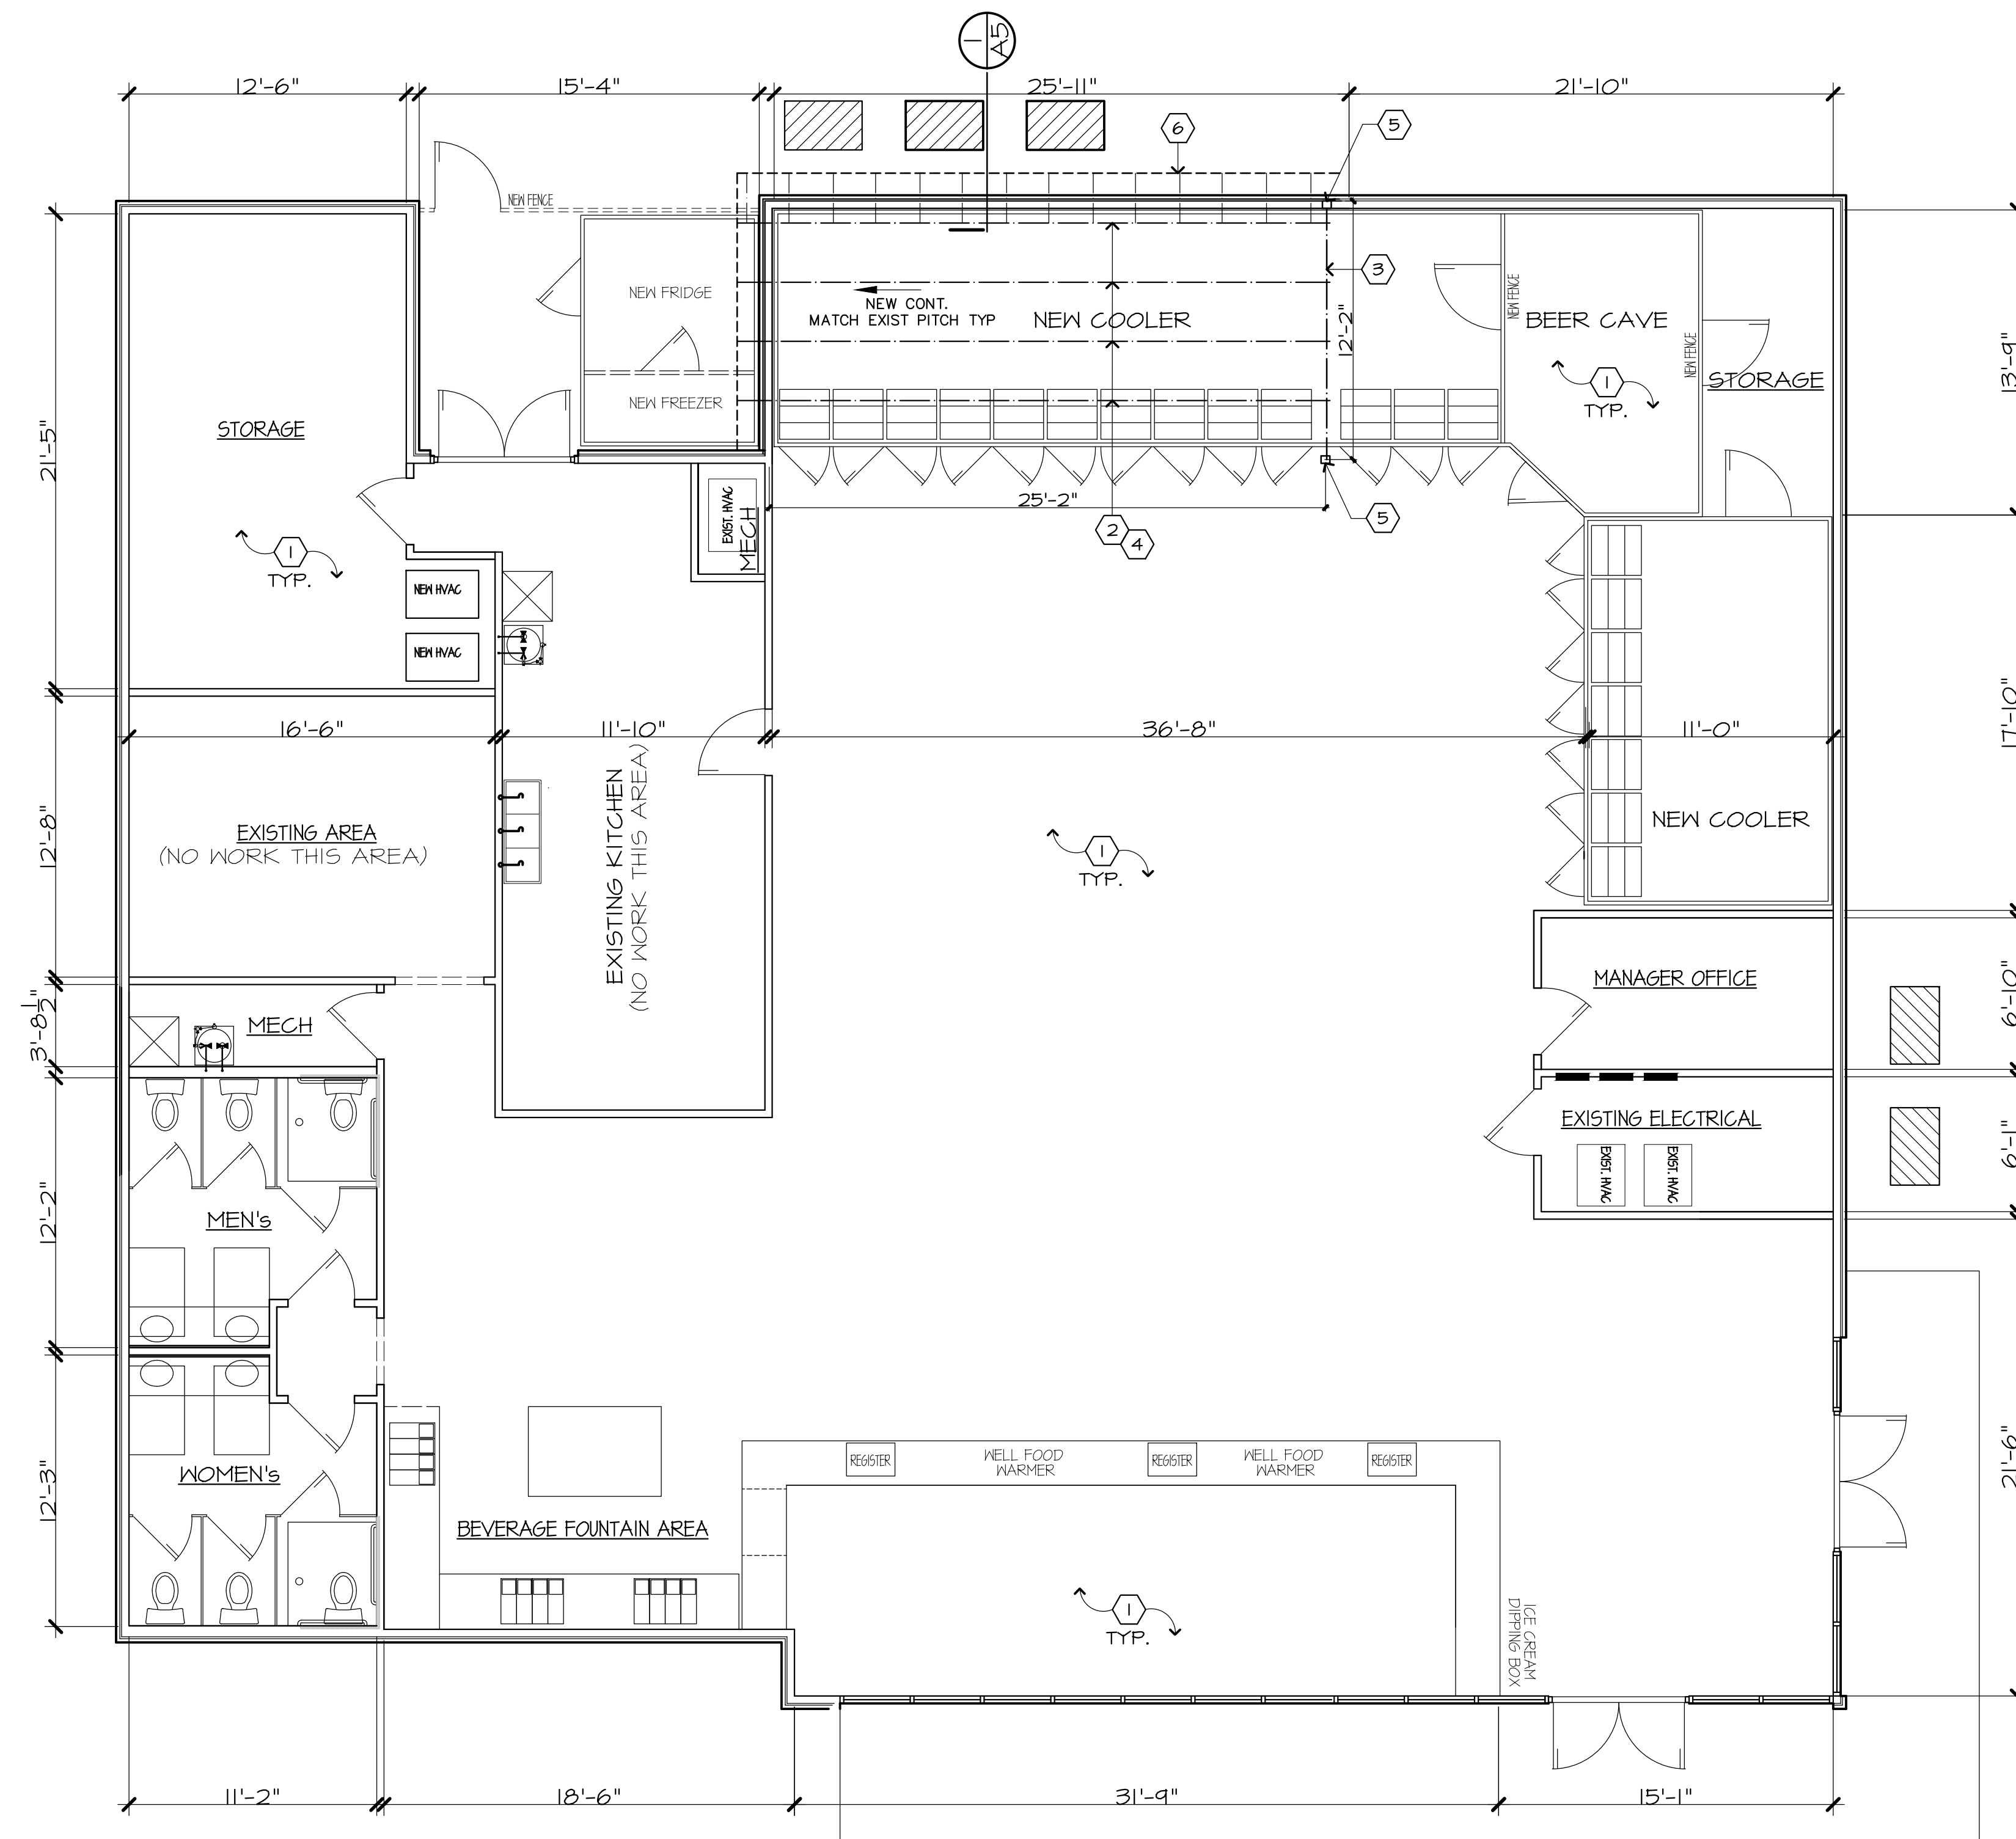 1
A5
12'-6"
15'-4"
25'-11"
21'-10"
6
5
NEW FENCE
NEW FRIDGE
NEW CONT.
MATCH EXIST PITCH TYP
NEW COOLER
3
12'-2"
NEW FENCE
BEER CAVE
NEW FENCE
1
TYP.
STORAGE
13'-9"
NEW FREEZER
STORAGE
21'-5"
1
TYP.
EXIST. HVAC
MECH
25'-2"
2
4
5
NEW HVAC
NEW HVAC
16'-6"
11'-10"
36'-8"
11'-0"
17'-10"
EXISTING AREA
(NO WORK THIS AREA)
12'-8"
EXISTING KITCHEN
(NO WORK THIS AREA)
1
TYP.
NEW COOLER
MANAGER OFFICE
6'-10"
MECH
3'-8 1/2"
EXISTING ELECTRICAL
EXIST. HVAC
EXIST. HVAC
6'-1"
MEN's
12'-2"
WOMEN's
12'-3"
BEVERAGE FOUNTAIN AREA
REGISTER
WELL FOOD
WARMER
REGISTER
WELL FOOD
WARMER
REGISTER
21'-6"
1
TYP.
ICE CREAM
DIPPING BOX
11'-2"
18'-6"
31'-9"
15'-1"